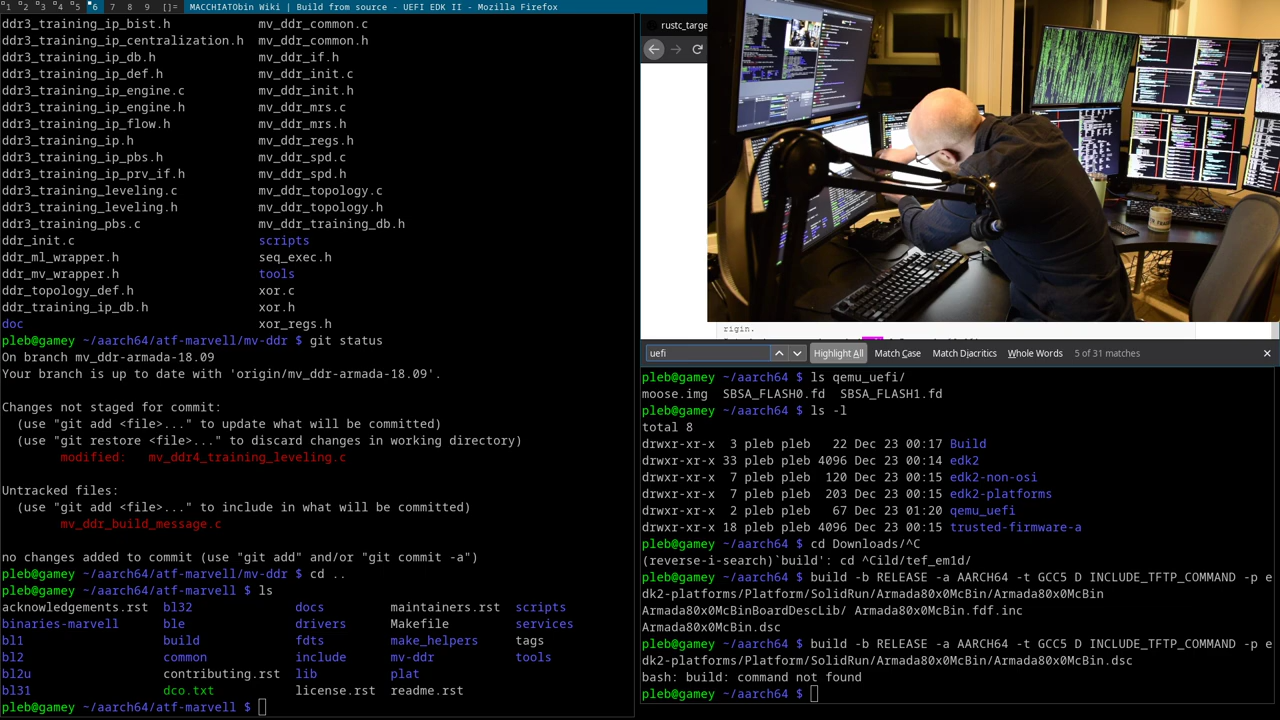 1 2 3 4 5 6 7 8 9 []= MACCHIATObin Wiki | Build from source - UEFI EDK II - Mozilla Firefox
ddr3_training_ip_bist.h mv_ddr_common.c
ddr3_training_ip_centralization.h mv_ddr_common.h
ddr3_training_ip_db.h mv_ddr_if.h
ddr3_training_ip_def.h mv_ddr_init.c
ddr3_training_ip_engine.c mv_ddr_init.h
ddr3_training_ip_engine.h mv_ddr_mrs.c
ddr3_training_ip_flow.h mv_ddr_mrs.h
ddr3_training_ip.h mv_ddr_regs.h
ddr3_training_ip_pbs.h mv_ddr_spd.c
ddr3_training_ip_prv_if.h mv_ddr_spd.h
ddr3_training_leveling.c mv_ddr_topology.c
ddr3_training_leveling.h mv_ddr_topology.h
ddr3_training_pbs.c mv_ddr_training_db.h
ddr_init.c scripts
ddr_ml_wrapper.h seq_exec.h
ddr_mv_wrapper.h tools
ddr_topology_def.h xor.c
ddr_training_ip_db.h xor.h
doc xor_regs.h
pleb@gamey ~/aarch64/atf-marvell/mv-ddr $ git status
On branch mv_ddr-armada-18.09
Your branch is up to date with 'origin/mv_ddr-armada-18.09'.
Changes not staged for commit:
(use "git add <file>..." to update what will be committed)
(use "git restore <file>..." to discard changes in working directory)
modified: mv_ddr4_training_leveling.c
Untracked files:
(use "git add <file>..." to include in what will be committed)
mv_ddr_build_message.c
no changes added to commit (use "git add" and/or "git commit -a")
pleb@gamey ~/aarch64/atf-marvell/mv-ddr $ cd ..
pleb@gamey ~/aarch64/atf-marvell $ ls
acknowledgements.rst bl32 docs maintainers.rst scripts
binaries-marvell ble drivers Makefile services
bl1 build fdts make_helpers tags
bl2 common include mv-ddr tools
bl2u contributing.rst lib plat
bl31 dco.txt license.rst readme.rst
pleb@gamey ~/aarch64/atf-marvell $
rustc_targe
rigin.
uefi Highlight All Match Case Match Diacritics Whole Words 5 of 31 matches
pleb@gamey ~/aarch64 $ ls qemu_uefi/
moose.img SBSA_FLASH0.fd SBSA_FLASH1.fd
pleb@gamey ~/aarch64 $ ls -l
total 8
drwxr-xr-x 3 pleb pleb 22 Dec 23 00:17 Build
drwxr-xr-x 33 pleb pleb 4096 Dec 23 00:14 edk2
drwxr-xr-x 7 pleb pleb 120 Dec 23 00:15 edk2-non-osi
drwxr-xr-x 7 pleb pleb 203 Dec 23 00:15 edk2-platforms
drwxr-xr-x 2 pleb pleb 67 Dec 23 01:20 qemu_uefi
drwxr-xr-x 18 pleb pleb 4096 Dec 23 00:15 trusted-firmware-a
pleb@gamey ~/aarch64 $ cd Downloads/^C
(reverse-i-search)`build': cd ^Cild/tef_em1d/
pleb@gamey ~/aarch64 $ build -b RELEASE -a AARCH64 -t GCC5 D INCLUDE_TFTP_COMMAND -p e
dk2-platforms/Platform/SolidRun/Armada80x0McBin/Armada80x0McBin
Armada80x0McBinBoardDescLib/ Armada80x0McBin.fdf.inc
Armada80x0McBin.dsc
pleb@gamey ~/aarch64 $ build -b RELEASE -a AARCH64 -t GCC5 D INCLUDE_TFTP_COMMAND -p e
dk2-platforms/Platform/SolidRun/Armada80x0McBin/Armada80x0McBin.dsc
bash: build: command not found
pleb@gamey ~/aarch64 $